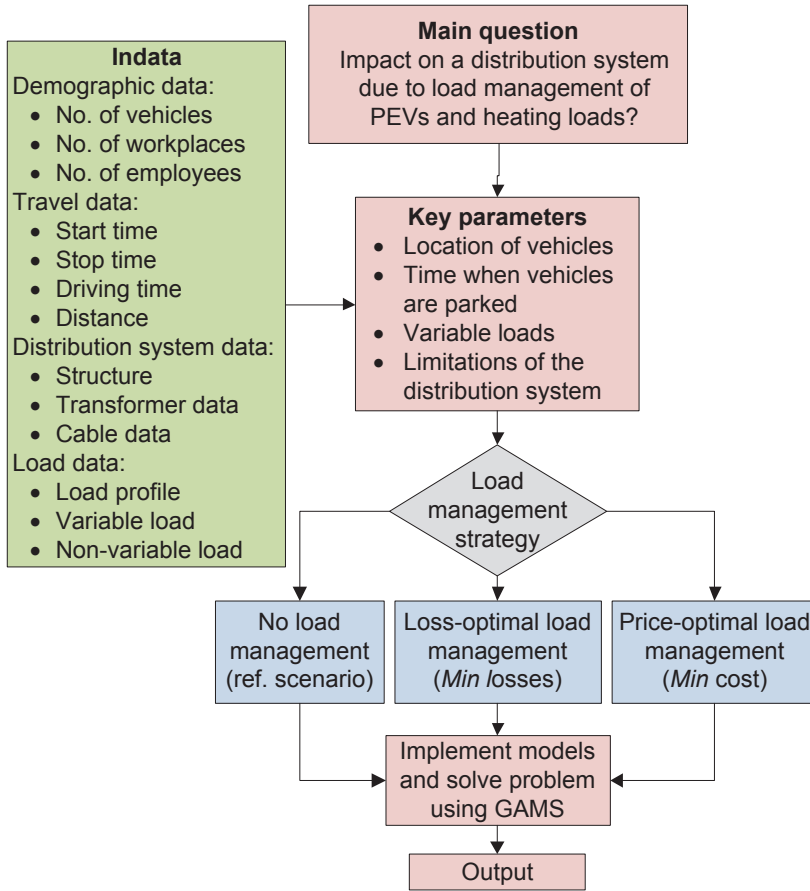 Indata
Demographic data:
• No. of vehicles
• No. of workplaces
• No. of employees
Travel data:
• Start time
• Stop time
• Driving time
• Distance
Distribution system data:
• Structure
• Transformer data
• Cable data
Load data:
• Load profile
• Variable load
• Non-variable load
Main question
Impact on a distribution system
due to load management of
PEVs and heating loads?
Key parameters
• Location of vehicles
• Time when vehicles
are parked
• Variable loads
• Limitations of the
distribution system
Load
management
strategy
No load
management
(ref. scenario)
Loss-optimal load
management
(Min losses)
Price-optimal load
management
(Min cost)
Implement models
and solve problem
using GAMS
Output